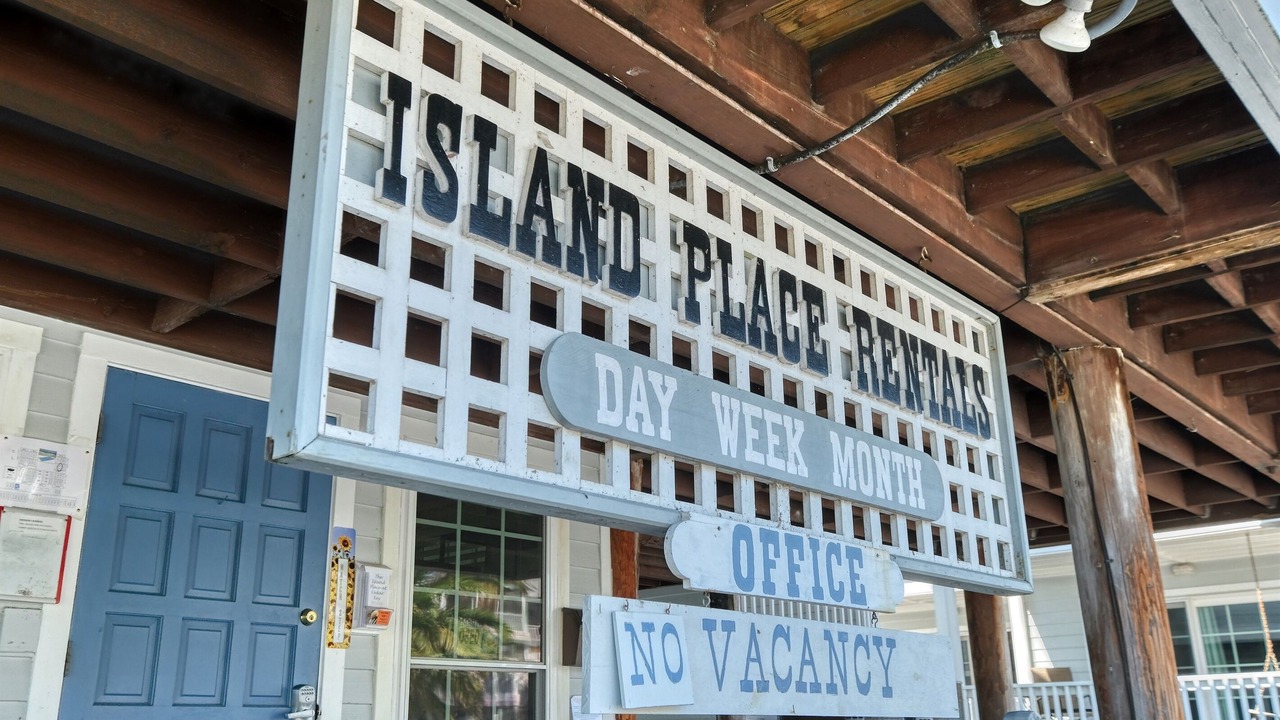 ISLAND PLACE RENTALS
DAY WEEK MONTH
OFFICE
NO VACANCY